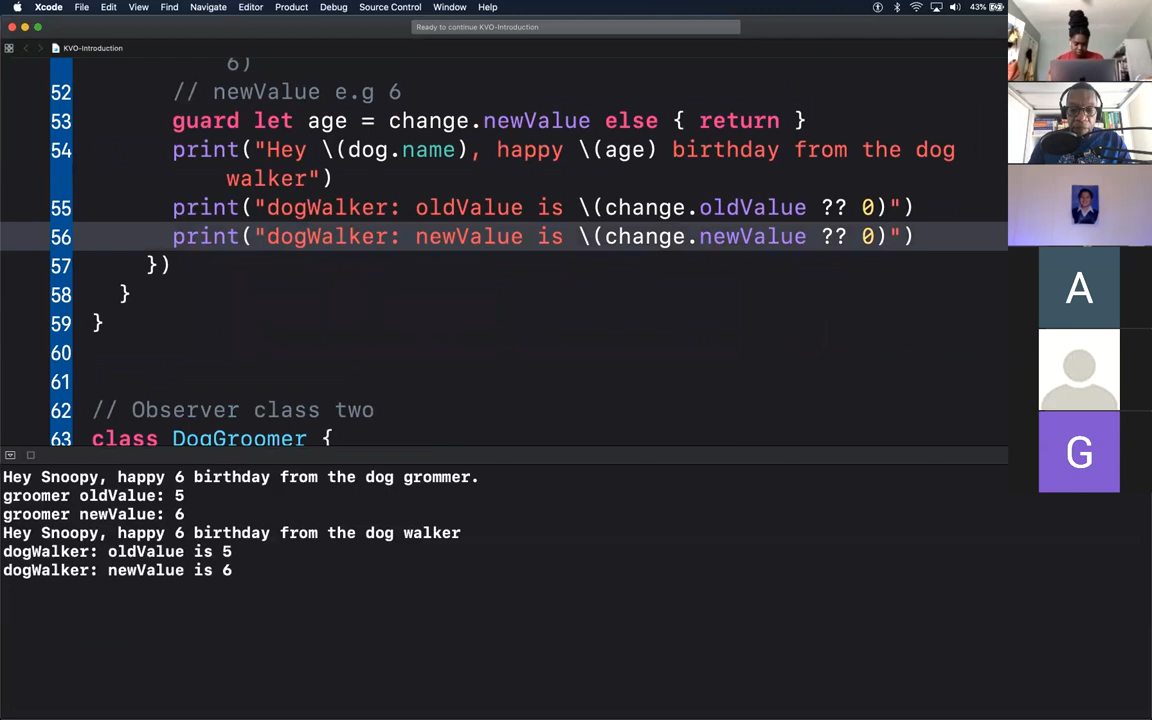 Xcode File Edit View Find Navigate Editor Product Debug Source Control Window Help 43%
Ready to continue KVO-Introduction
KVO-Introduction
6)
52 // newValue e.g 6
53 guard let age = change.newValue else { return }
54 print("Hey \(dog.name), happy \(age) birthday from the dog
walker")
55 print("dogWalker: oldValue is \(change.oldValue ?? 0)")
56 print("dogWalker: newValue is \(change.newValue ?? 0)")
57 })
58 }
59 }
60
61
62 // Observer class two
63 class DogGroomer {
Hey Snoopy, happy 6 birthday from the dog grommer.
groomer oldValue: 5
groomer newValue: 6
Hey Snoopy, happy 6 birthday from the dog walker
dogWalker: oldValue is 5
dogWalker: newValue is 6
A
G